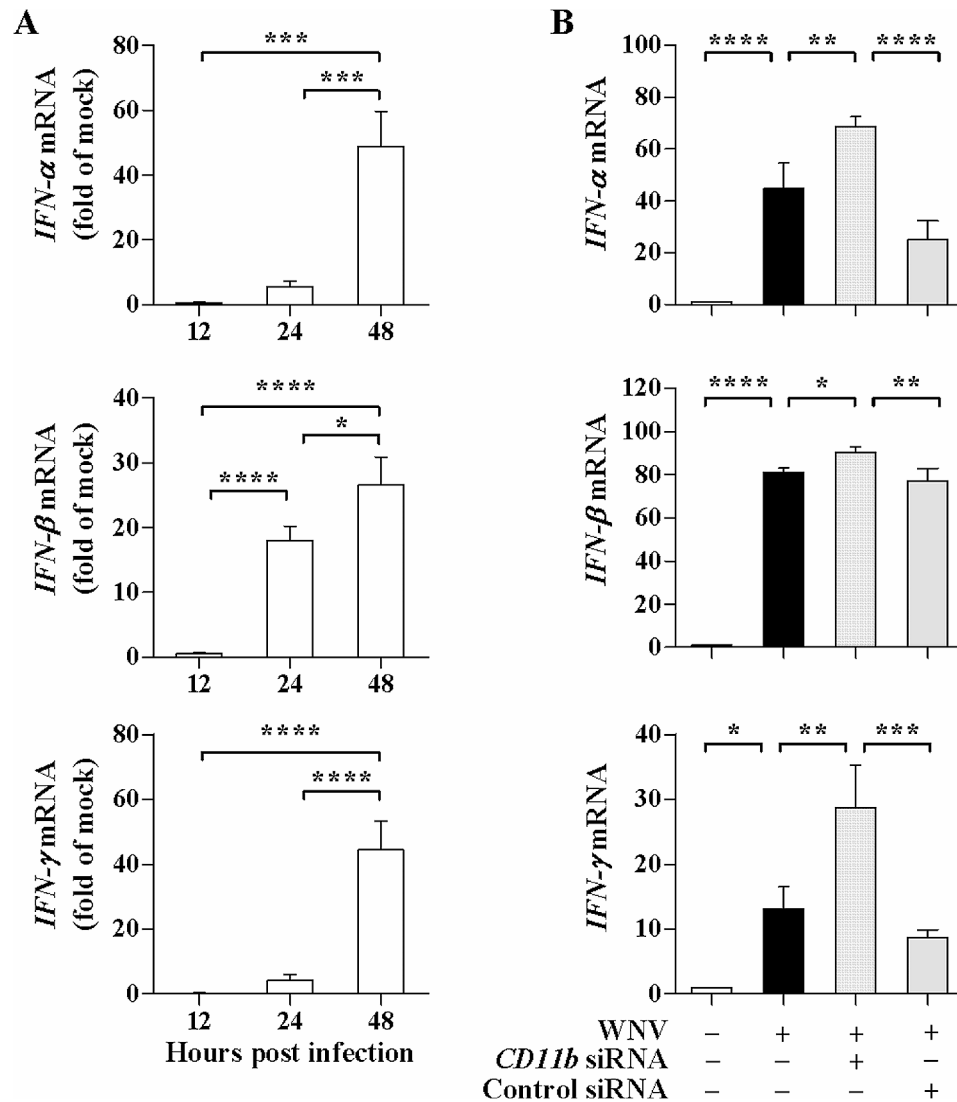 A
IFN-α mRNA
(fold of mock)
80
60
40
20
0
***
***
12 24 48
IFN-β mRNA
(fold of mock)
40
30
20
10
0
****
*
****
12 24 48
IFN-γ mRNA
(fold of mock)
80
60
40
20
0
****
****
12 24 48
Hours post infection
B
IFN-α mRNA
100
80
60
40
20
0
**** ** ****
IFN-β mRNA
120
100
80
60
40
20
0
**** * **
IFN-γ mRNA
40
30
20
10
0
* ** ***
WNV – + + +
CD11b siRNA – – + –
Control siRNA – – – +